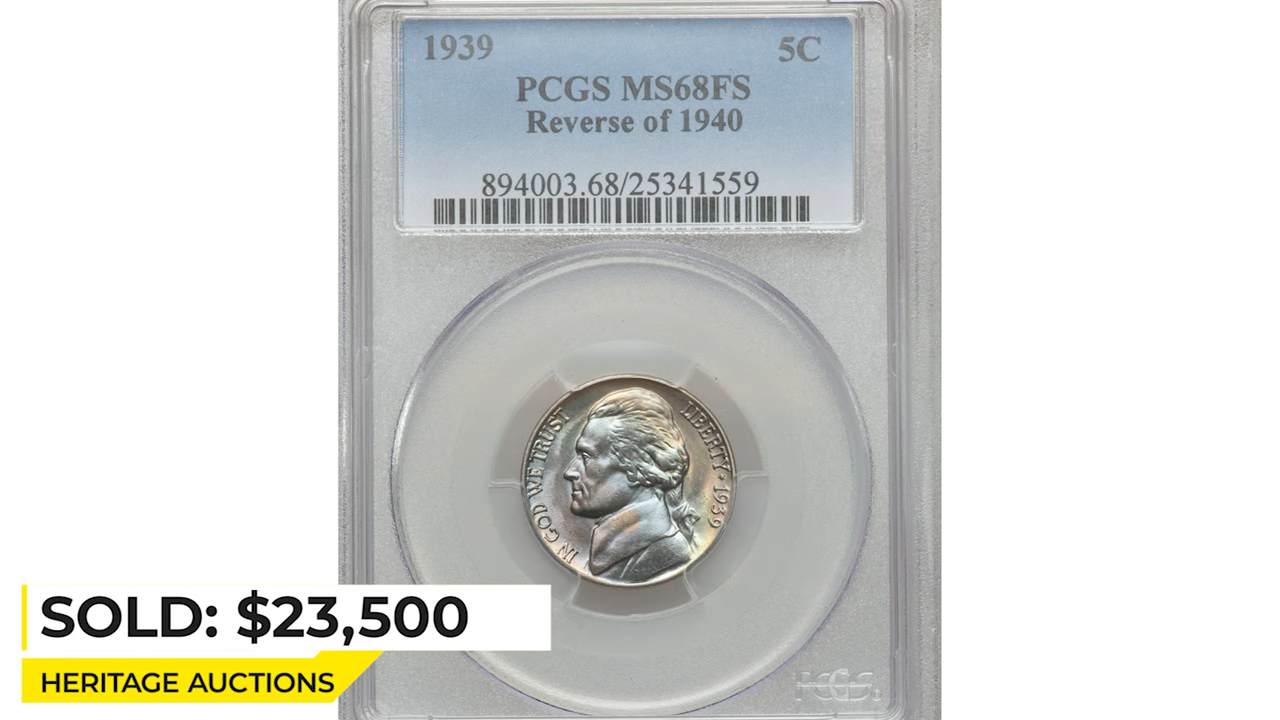 1939 5C
PCGS MS68FS
Reverse of 1940
894003.68/25341559
IN GOD WE TRUST
LIBERTY * 1939
SOLD: $23,500
HERITAGE AUCTIONS
PCGS